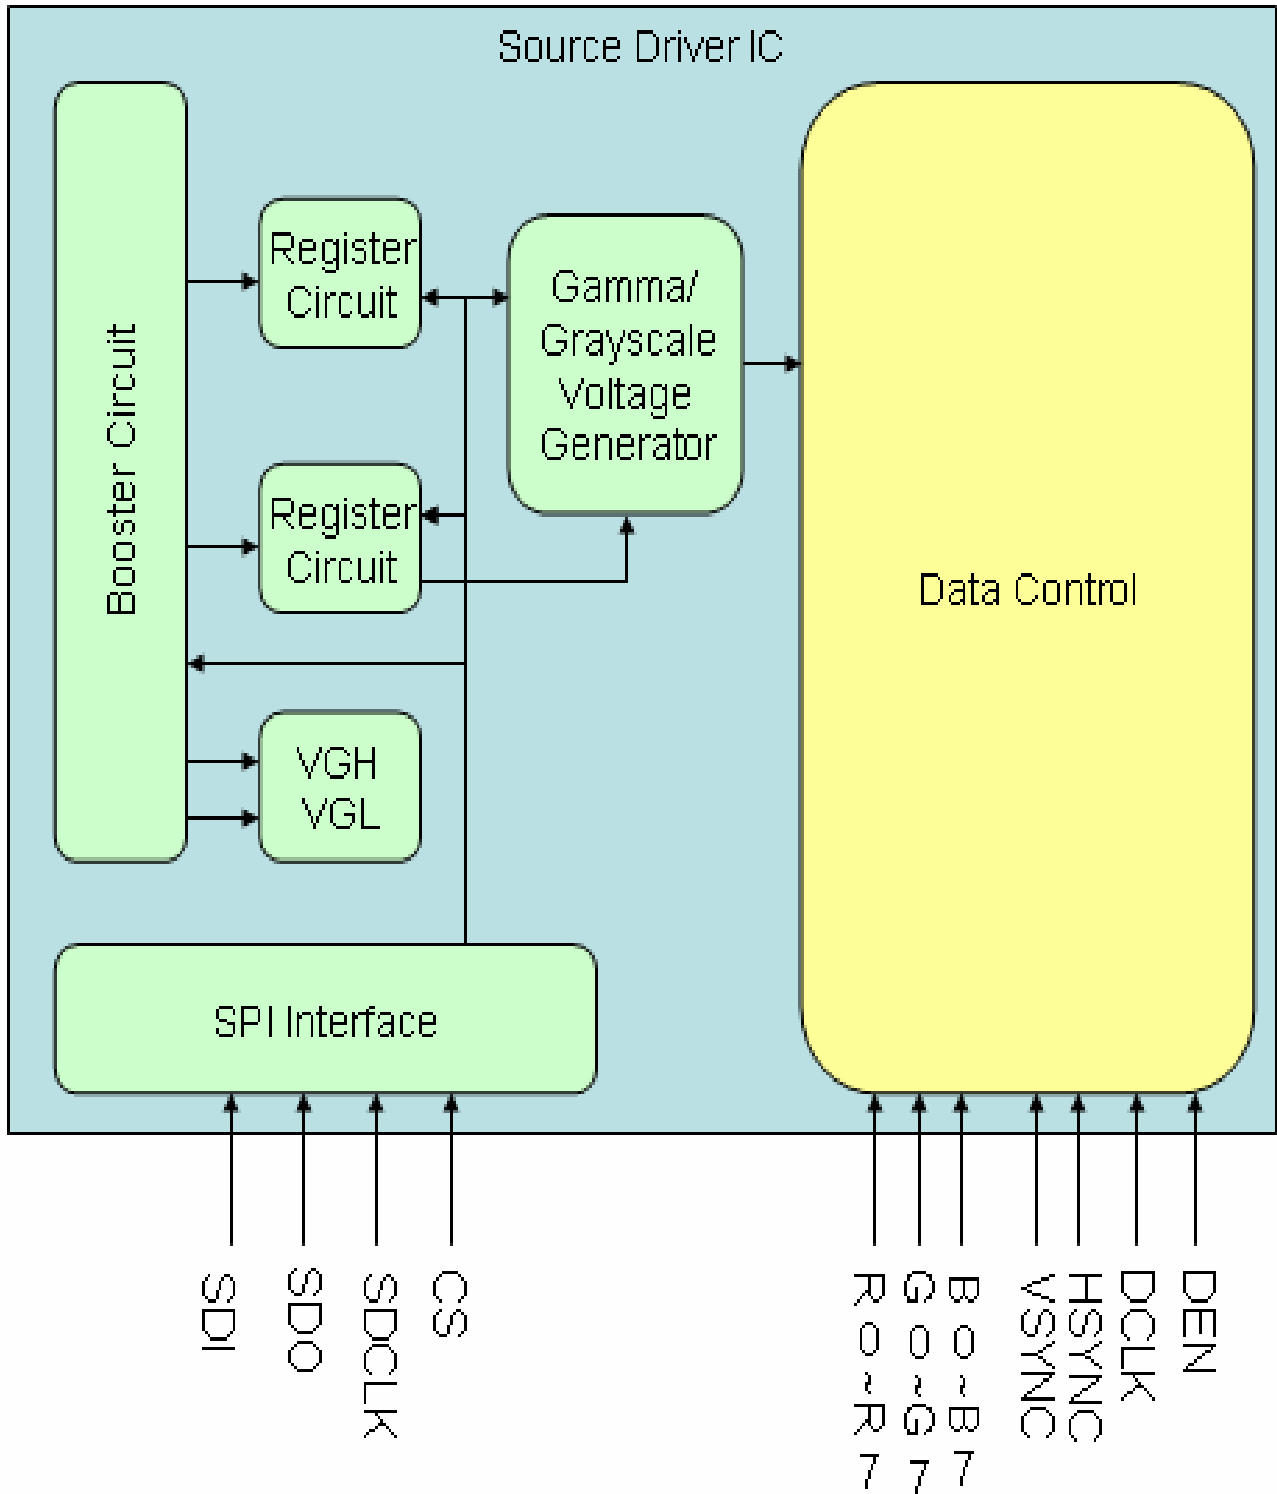 Source Driver IC
Booster Circuit
Register
Circuit
Gamma/
Grayscale
Voltage
Generator
Register
Circuit
VGH
VGL
Data Control
SPI Interface
SDI
SDO
SDCLK
CS
R0~R7
G0~G7
B0~B7
VSYNC
HSYNC
DCLK
DEN